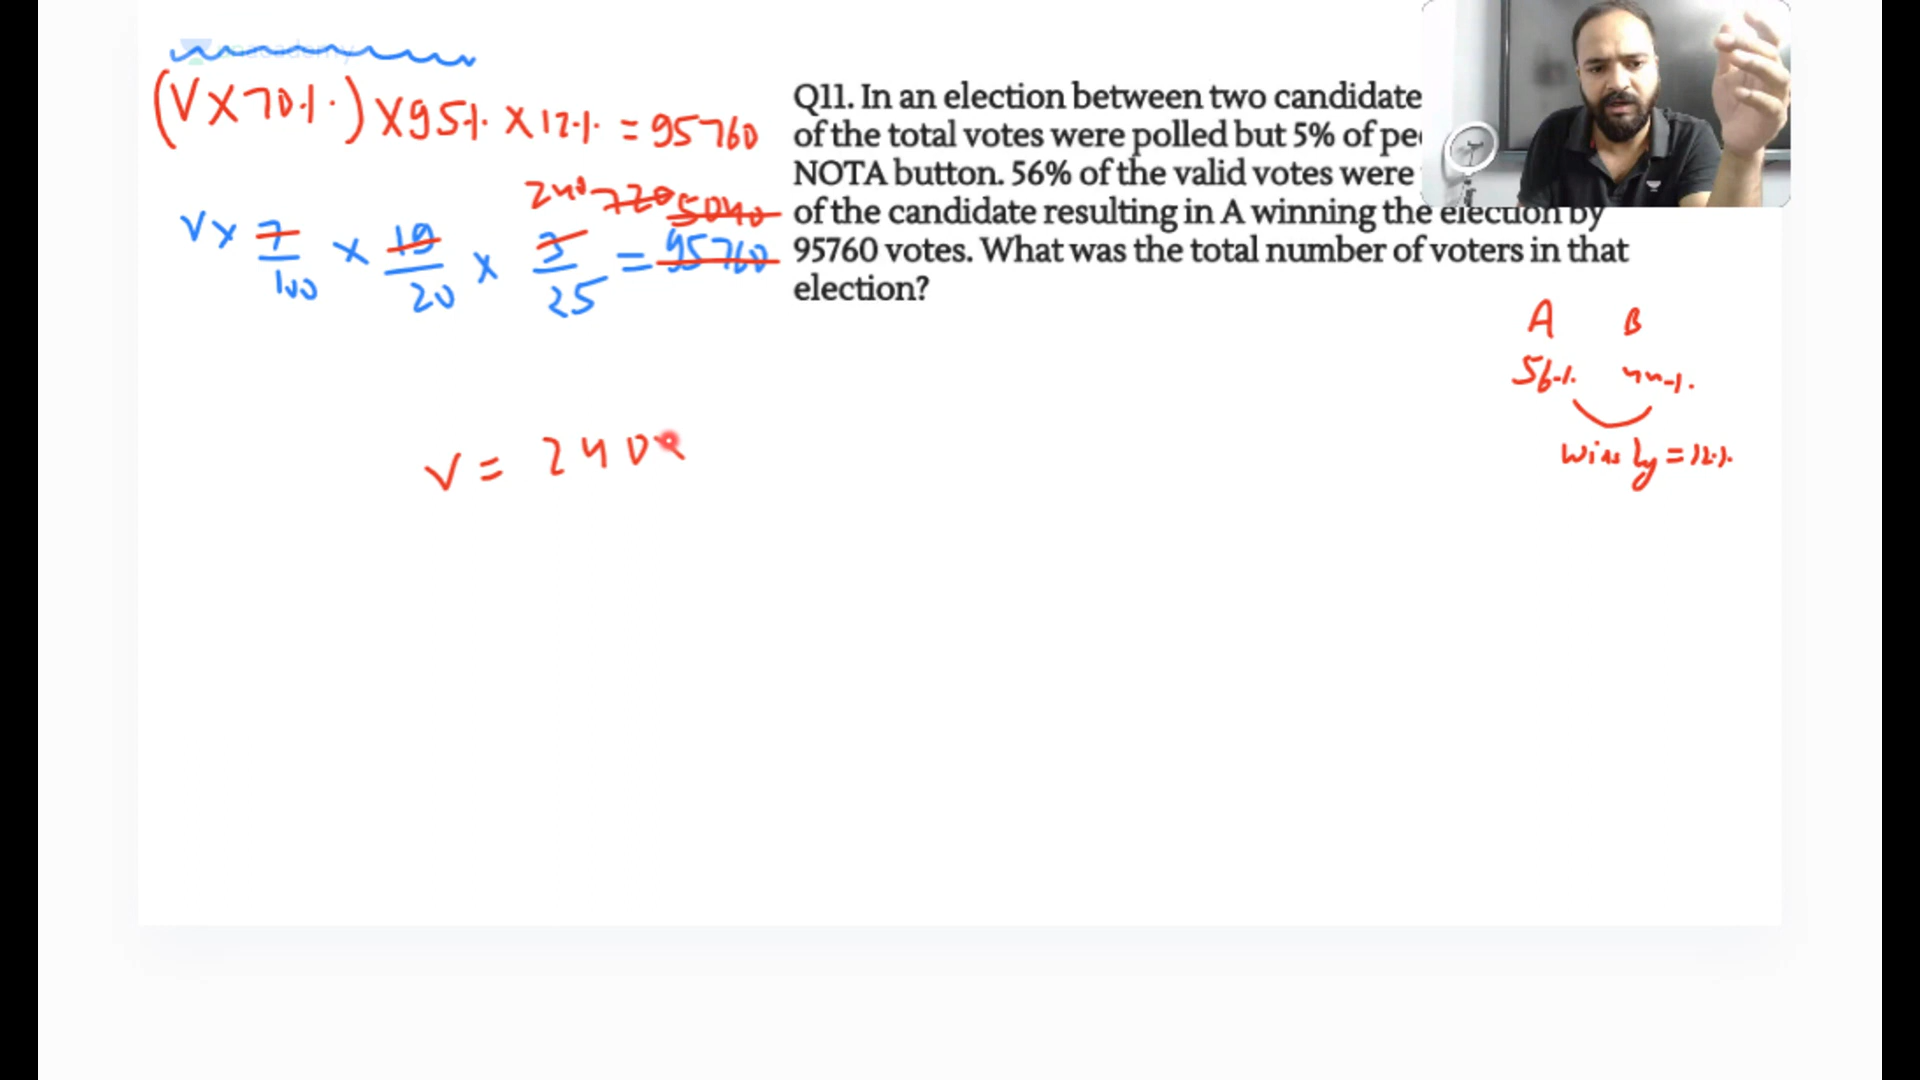 (V X 70%) X 95% X 12% = 95760
240 720 5040
V X 7/100 X 19/20 X 3/25 = 95760
V = 240
Q11. In an election between two candidate
of the total votes were polled but 5% of pe
NOTA button. 56% of the valid votes were
of the candidate resulting in A winning the election by
95760 votes. What was the total number of voters in that
election?
A B
56% 44%
wins by = 12%